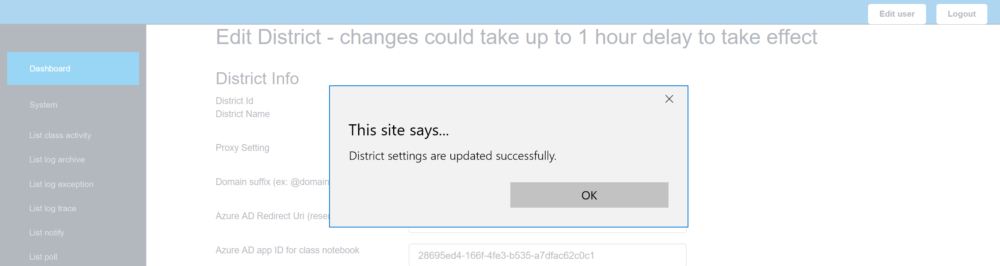 Edit user
Logout
Edit District - changes could take up to 1 hour delay to take effect
Dashboard
System
List class activity
List log archive
List log exception
List log trace
List notify
List poll
District Info
District Id
District Name
Proxy Setting
Domain suffix (ex: @domain
Azure AD Redirect Uri
Azure AD app ID for class notebook
28695ed4-166f-4fe3-b535-a7dfac62c0c1
This site says...
District settings are updated successfully.
OK